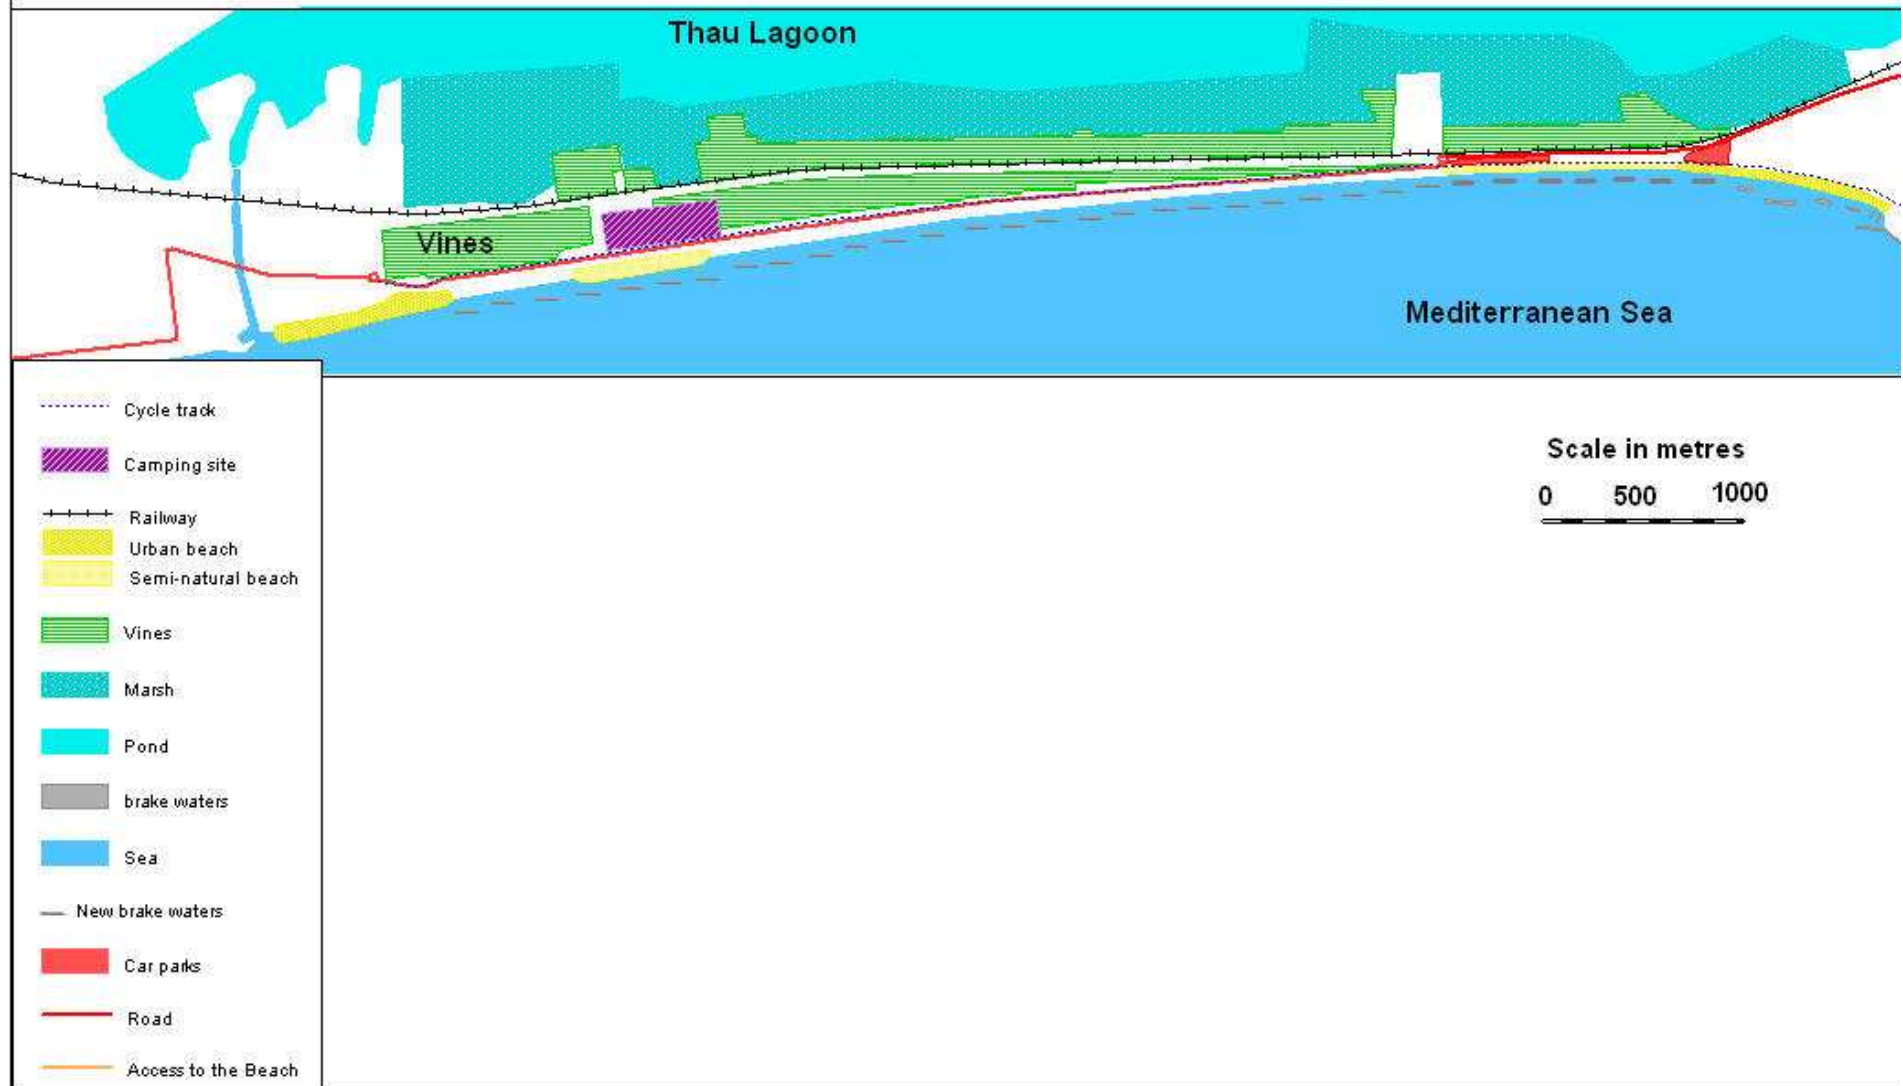 Thau Lagoon
Vines
Mediterranean Sea
Cycle track
Camping site
Railway
Urban beach
Semi-natural beach
Vines
Marsh
Pond
brake waters
Sea
New brake waters
Car parks
Road
Access to the Beach
Scale in metres
0 500 1000